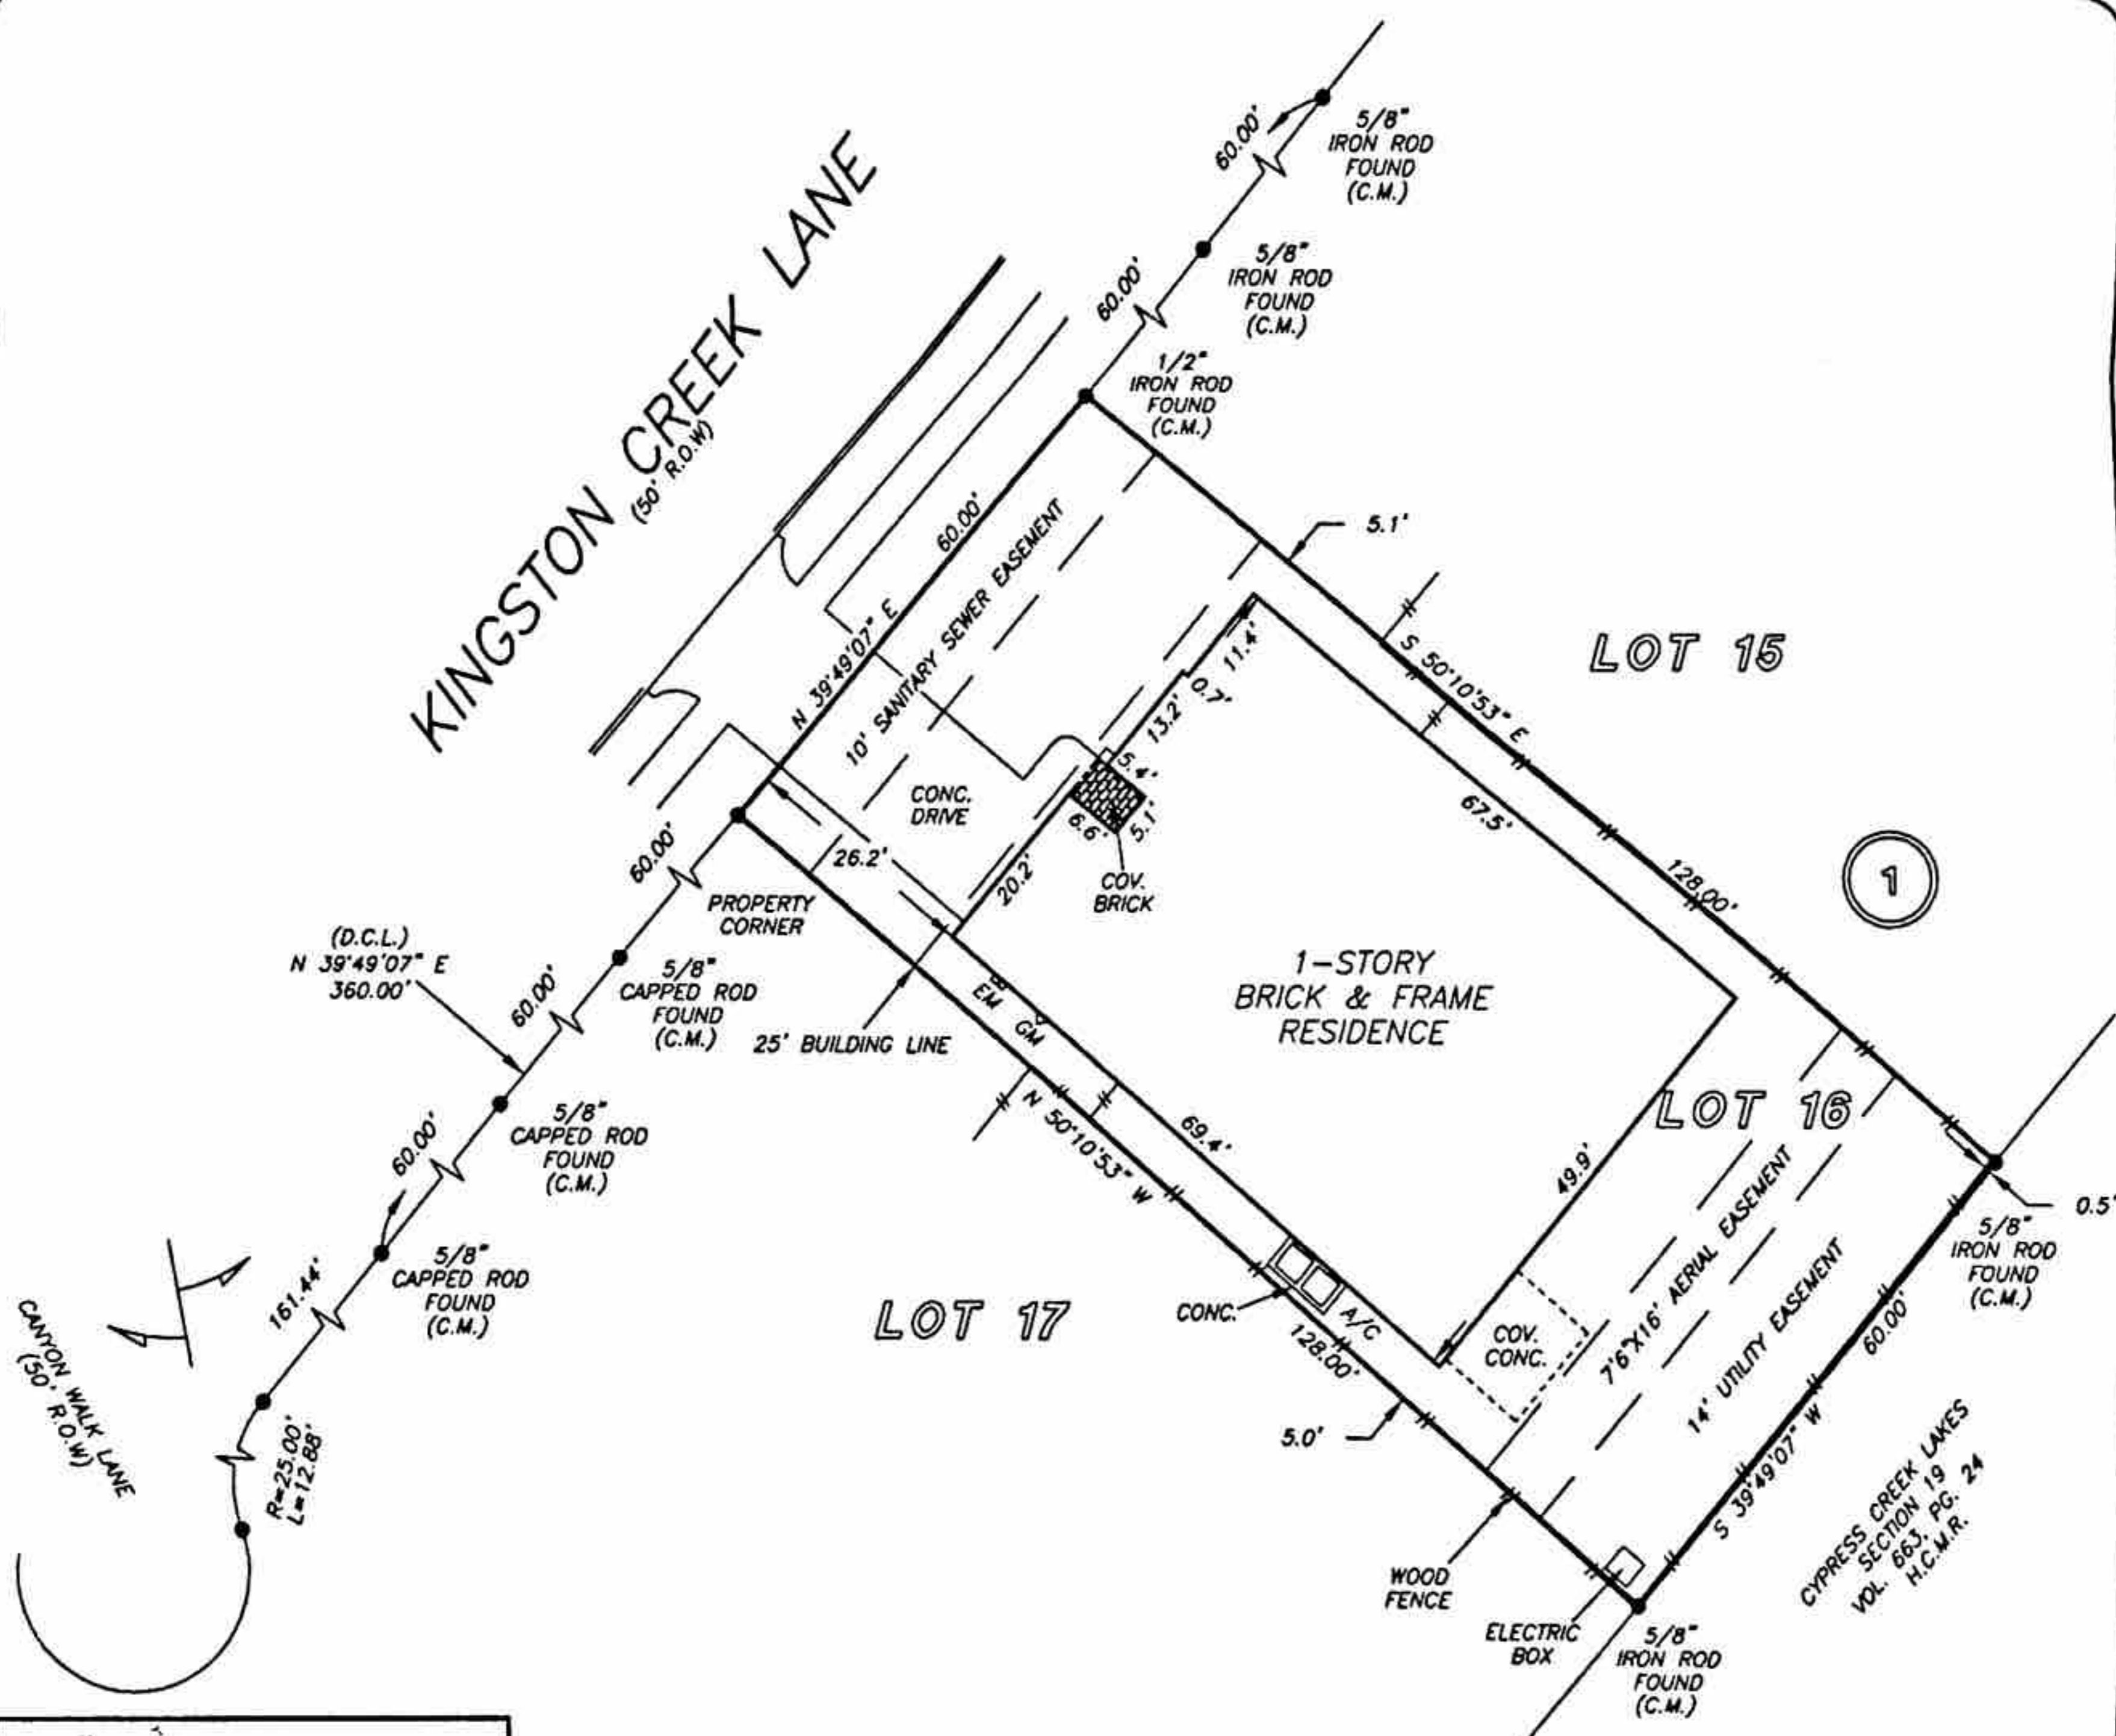 60.00'
5/8"
IRON ROD
FOUND
(C.M.)
60.00'
5/8"
IRON ROD
FOUND
(C.M.)
KINGSTON CREEK LANE
(50' R.O.W)
1/2"
IRON ROD
FOUND
(C.M.)
60.00'
N 39°49'07" E
10' SANITARY SEWER EASEMENT
5.1'
S 50°10'53" E
128.00'
LOT 15
11.4'
0.7'
13.2'
5.4'
5.1'
6.6'
20.2'
67.5'
CONC.
DRIVE
26.2'
COV.
BRICK
1
60.00'
PROPERTY
CORNER
(D.C.L.)
N 39°49'07" E
360.00'
60.00'
5/8"
CAPPED ROD
FOUND
(C.M.)
25' BUILDING LINE
EM
GM
1-STORY
BRICK & FRAME
RESIDENCE
LOT 16
60.00'
5/8"
CAPPED ROD
FOUND
(C.M.)
N 50°10'53" W
128.00'
69.4'
49.9'
7'6"X16' AERIAL EASEMENT
14' UTILITY EASEMENT
0.5'
5/8"
IRON ROD
FOUND
(C.M.)
161.44'
5/8"
CAPPED ROD
FOUND
(C.M.)
CANYON WALK LANE
(50' R.O.W)
R=25.00'
L=12.88'
LOT 17
CONC.
A/C
COV.
CONC.
5.0'
60.00'
S 39°49'07" W
CYPRESS CREEK LAKES
SECTION 19
VOL. 663, PG. 24
H.C.M.R.
WOOD
FENCE
ELECTRIC
BOX
5/8"
IRON ROD
FOUND
(C.M.)